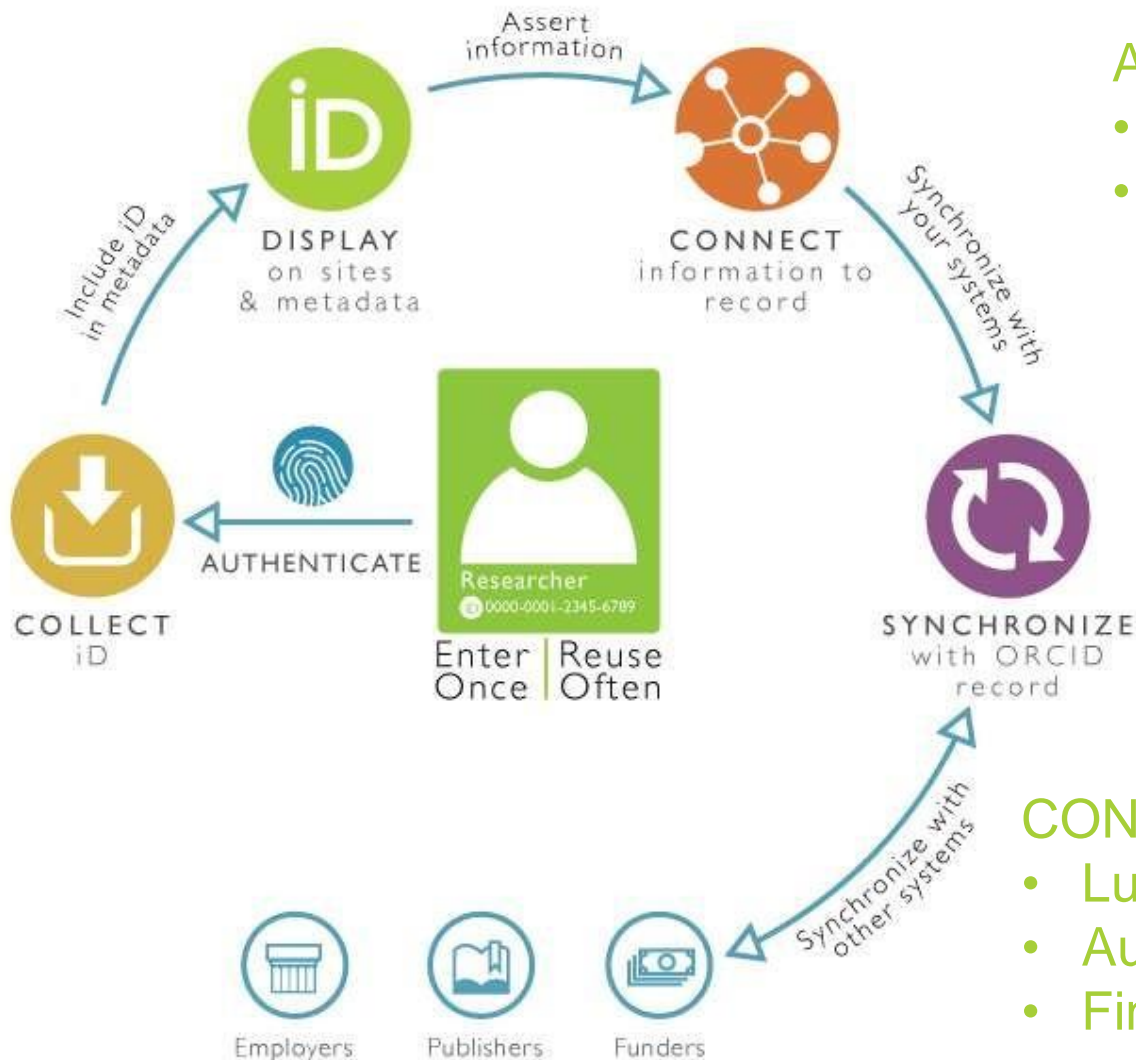 Assert
information
iD
DISPLAY
on sites
& metadata
CONNECT
information to
record
Include iD
in metadata
Synchronize with
your systems
AUTHENTICATE
COLLECT
iD
Researcher
iD 0000-0001-2345-6789
Enter Once | Reuse Often
SYNCHRONIZE
with ORCID
record
Synchronize with
other systems
Employers
Publishers
Funders
A
•
•
CON
• Lu
• Au
• Fir